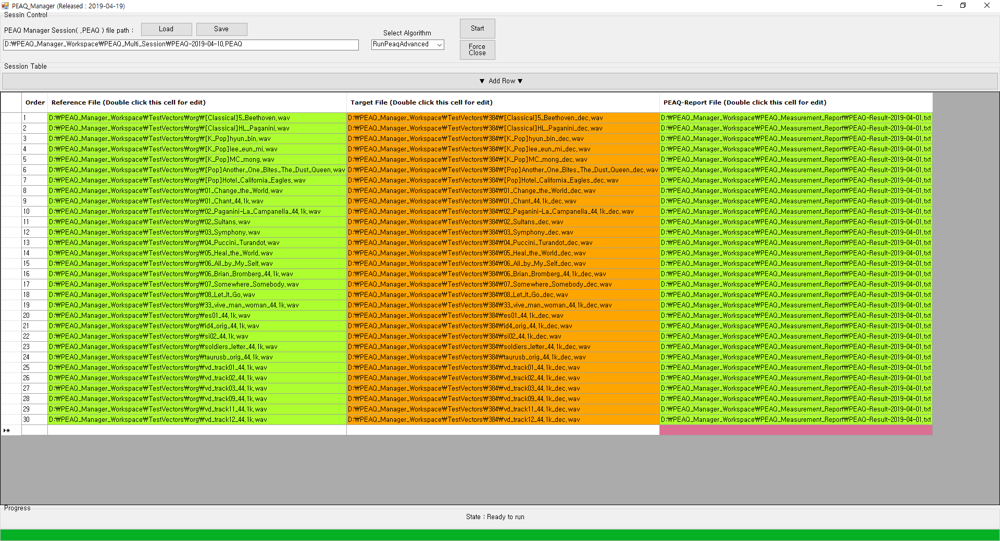 PEAQ_Manager (Released : 2019-04-19)
Sessin Control
PEAQ Manager Session( .PEAQ ) file path :
Load
Save
D:₩PEAQ_Manager_Workspace₩PEAQ_Multi_Session₩PEAQ-2019-04-10.PEAQ
Select Algorithm
RunPeaqAdvanced
Start
Force Close
Session Table
▼ Add Row ▼
Order Reference File (Double click this cell for edit) Target File (Double click this cell for edit) PEAQ-Report File (Double click this cell for edit)
1 D:₩PEAQ_Manager_Workspace₩TestVectors₩org₩[Classical]5_Beethoven.wav D:₩PEAQ_Manager_Workspace₩TestVectors₩384₩[Classical]5_Beethoven_dec.wav D:₩PEAQ_Manager_Workspace₩PEAQ_Measurement_Report₩PEAQ-Result-2019-04-01.txt
2 D:₩PEAQ_Manager_Workspace₩TestVectors₩org₩[Classical]HL_Paganini.wav D:₩PEAQ_Manager_Workspace₩TestVectors₩384₩[Classical]HL_Paganini_dec.wav D:₩PEAQ_Manager_Workspace₩PEAQ_Measurement_Report₩PEAQ-Result-2019-04-01.txt
3 D:₩PEAQ_Manager_Workspace₩TestVectors₩org₩[K_Pop]hyun_bin.wav D:₩PEAQ_Manager_Workspace₩TestVectors₩384₩[K_Pop]hyun_bin_dec.wav D:₩PEAQ_Manager_Workspace₩PEAQ_Measurement_Report₩PEAQ-Result-2019-04-01.txt
4 D:₩PEAQ_Manager_Workspace₩TestVectors₩org₩[K_Pop]lee_eun_mi.wav D:₩PEAQ_Manager_Workspace₩TestVectors₩384₩[K_Pop]lee_eun_mi_dec.wav D:₩PEAQ_Manager_Workspace₩PEAQ_Measurement_Report₩PEAQ-Result-2019-04-01.txt
5 D:₩PEAQ_Manager_Workspace₩TestVectors₩org₩[K_Pop]MC_mong.wav D:₩PEAQ_Manager_Workspace₩TestVectors₩384₩[K_Pop]MC_mong_dec.wav D:₩PEAQ_Manager_Workspace₩PEAQ_Measurement_Report₩PEAQ-Result-2019-04-01.txt
6 D:₩PEAQ_Manager_Workspace₩TestVectors₩org₩[Pop]Another_One_Bites_The_Dust_Queen.wav D:₩PEAQ_Manager_Workspace₩TestVectors₩384₩[Pop]Another_One_Bites_The_Dust_Queen_dec.wav D:₩PEAQ_Manager_Workspace₩PEAQ_Measurement_Report₩PEAQ-Result-2019-04-01.txt
7 D:₩PEAQ_Manager_Workspace₩TestVectors₩org₩[Pop]Hotel_California_Eagles.wav D:₩PEAQ_Manager_Workspace₩TestVectors₩384₩[Pop]Hotel_California_Eagles_dec.wav D:₩PEAQ_Manager_Workspace₩PEAQ_Measurement_Report₩PEAQ-Result-2019-04-01.txt
8 D:₩PEAQ_Manager_Workspace₩TestVectors₩org₩01_Change_the_World.wav D:₩PEAQ_Manager_Workspace₩TestVectors₩384₩01_Change_the_World_dec.wav D:₩PEAQ_Manager_Workspace₩PEAQ_Measurement_Report₩PEAQ-Result-2019-04-01.txt
9 D:₩PEAQ_Manager_Workspace₩TestVectors₩org₩01_Chant_44.1k.wav D:₩PEAQ_Manager_Workspace₩TestVectors₩384₩01_Chant_44.1k_dec.wav D:₩PEAQ_Manager_Workspace₩PEAQ_Measurement_Report₩PEAQ-Result-2019-04-01.txt
10 D:₩PEAQ_Manager_Workspace₩TestVectors₩org₩02_Paganini-La_Campanella_44.1k.wav D:₩PEAQ_Manager_Workspace₩TestVectors₩384₩02_Paganini-La_Campanella_44.1k_dec.wav D:₩PEAQ_Manager_Workspace₩PEAQ_Measurement_Report₩PEAQ-Result-2019-04-01.txt
11 D:₩PEAQ_Manager_Workspace₩TestVectors₩org₩02_Sultans.wav D:₩PEAQ_Manager_Workspace₩TestVectors₩384₩02_Sultans_dec.wav D:₩PEAQ_Manager_Workspace₩PEAQ_Measurement_Report₩PEAQ-Result-2019-04-01.txt
12 D:₩PEAQ_Manager_Workspace₩TestVectors₩org₩03_Symphony.wav D:₩PEAQ_Manager_Workspace₩TestVectors₩384₩03_Symphony_dec.wav D:₩PEAQ_Manager_Workspace₩PEAQ_Measurement_Report₩PEAQ-Result-2019-04-01.txt
13 D:₩PEAQ_Manager_Workspace₩TestVectors₩org₩04_Puccini_Turandot.wav D:₩PEAQ_Manager_Workspace₩TestVectors₩384₩04_Puccini_Turandot_dec.wav D:₩PEAQ_Manager_Workspace₩PEAQ_Measurement_Report₩PEAQ-Result-2019-04-01.txt
14 D:₩PEAQ_Manager_Workspace₩TestVectors₩org₩05_Heal_the_World.wav D:₩PEAQ_Manager_Workspace₩TestVectors₩384₩05_Heal_the_World_dec.wav D:₩PEAQ_Manager_Workspace₩PEAQ_Measurement_Report₩PEAQ-Result-2019-04-01.txt
15 D:₩PEAQ_Manager_Workspace₩TestVectors₩org₩06_All_by_My_Self.wav D:₩PEAQ_Manager_Workspace₩TestVectors₩384₩06_All_by_My_Self_dec.wav D:₩PEAQ_Manager_Workspace₩PEAQ_Measurement_Report₩PEAQ-Result-2019-04-01.txt
16 D:₩PEAQ_Manager_Workspace₩TestVectors₩org₩06_Brian_Bromberg_44.1k.wav D:₩PEAQ_Manager_Workspace₩TestVectors₩384₩06_Brian_Bromberg_44.1k_dec.wav D:₩PEAQ_Manager_Workspace₩PEAQ_Measurement_Report₩PEAQ-Result-2019-04-01.txt
17 D:₩PEAQ_Manager_Workspace₩TestVectors₩org₩07_Somewhere_Somebody.wav D:₩PEAQ_Manager_Workspace₩TestVectors₩384₩07_Somewhere_Somebody_dec.wav D:₩PEAQ_Manager_Workspace₩PEAQ_Measurement_Report₩PEAQ-Result-2019-04-01.txt
18 D:₩PEAQ_Manager_Workspace₩TestVectors₩org₩08_Let_It_Go.wav D:₩PEAQ_Manager_Workspace₩TestVectors₩384₩08_Let_It_Go_dec.wav D:₩PEAQ_Manager_Workspace₩PEAQ_Measurement_Report₩PEAQ-Result-2019-04-01.txt
19 D:₩PEAQ_Manager_Workspace₩TestVectors₩org₩33_vive_man_woman_44.1k.wav D:₩PEAQ_Manager_Workspace₩TestVectors₩384₩33_vive_man_woman_44.1k_dec.wav D:₩PEAQ_Manager_Workspace₩PEAQ_Measurement_Report₩PEAQ-Result-2019-04-01.txt
20 D:₩PEAQ_Manager_Workspace₩TestVectors₩org₩es01_44.1k.wav D:₩PEAQ_Manager_Workspace₩TestVectors₩384₩es01_44.1k_dec.wav D:₩PEAQ_Manager_Workspace₩PEAQ_Measurement_Report₩PEAQ-Result-2019-04-01.txt
21 D:₩PEAQ_Manager_Workspace₩TestVectors₩org₩id4_orig_44.1k.wav D:₩PEAQ_Manager_Workspace₩TestVectors₩384₩id4_orig_44.1k_dec.wav D:₩PEAQ_Manager_Workspace₩PEAQ_Measurement_Report₩PEAQ-Result-2019-04-01.txt
22 D:₩PEAQ_Manager_Workspace₩TestVectors₩org₩si02_44.1k.wav D:₩PEAQ_Manager_Workspace₩TestVectors₩384₩si02_44.1k_dec.wav D:₩PEAQ_Manager_Workspace₩PEAQ_Measurement_Report₩PEAQ-Result-2019-04-01.txt
23 D:₩PEAQ_Manager_Workspace₩TestVectors₩org₩soldiers_letter_44.1k.wav D:₩PEAQ_Manager_Workspace₩TestVectors₩384₩soldiers_letter_44.1k_dec.wav D:₩PEAQ_Manager_Workspace₩PEAQ_Measurement_Report₩PEAQ-Result-2019-04-01.txt
24 D:₩PEAQ_Manager_Workspace₩TestVectors₩org₩taurusb_orig_44.1k.wav D:₩PEAQ_Manager_Workspace₩TestVectors₩384₩taurusb_orig_44.1k_dec.wav D:₩PEAQ_Manager_Workspace₩PEAQ_Measurement_Report₩PEAQ-Result-2019-04-01.txt
25 D:₩PEAQ_Manager_Workspace₩TestVectors₩org₩vd_track01_44.1k.wav D:₩PEAQ_Manager_Workspace₩TestVectors₩384₩vd_track01_44.1k_dec.wav D:₩PEAQ_Manager_Workspace₩PEAQ_Measurement_Report₩PEAQ-Result-2019-04-01.txt
26 D:₩PEAQ_Manager_Workspace₩TestVectors₩org₩vd_track02_44.1k.wav D:₩PEAQ_Manager_Workspace₩TestVectors₩384₩vd_track02_44.1k_dec.wav D:₩PEAQ_Manager_Workspace₩PEAQ_Measurement_Report₩PEAQ-Result-2019-04-01.txt
27 D:₩PEAQ_Manager_Workspace₩TestVectors₩org₩vd_track03_44.1k.wav D:₩PEAQ_Manager_Workspace₩TestVectors₩384₩vd_track03_44.1k_dec.wav D:₩PEAQ_Manager_Workspace₩PEAQ_Measurement_Report₩PEAQ-Result-2019-04-01.txt
28 D:₩PEAQ_Manager_Workspace₩TestVectors₩org₩vd_track09_44.1k.wav D:₩PEAQ_Manager_Workspace₩TestVectors₩384₩vd_track09_44.1k_dec.wav D:₩PEAQ_Manager_Workspace₩PEAQ_Measurement_Report₩PEAQ-Result-2019-04-01.txt
29 D:₩PEAQ_Manager_Workspace₩TestVectors₩org₩vd_track11_44.1k.wav D:₩PEAQ_Manager_Workspace₩TestVectors₩384₩vd_track11_44.1k_dec.wav D:₩PEAQ_Manager_Workspace₩PEAQ_Measurement_Report₩PEAQ-Result-2019-04-01.txt
30 D:₩PEAQ_Manager_Workspace₩TestVectors₩org₩vd_track12_44.1k.wav D:₩PEAQ_Manager_Workspace₩TestVectors₩384₩vd_track12_44.1k_dec.wav D:₩PEAQ_Manager_Workspace₩PEAQ_Measurement_Report₩PEAQ-Result-2019-04-01.txt
Progress
State : Ready to run